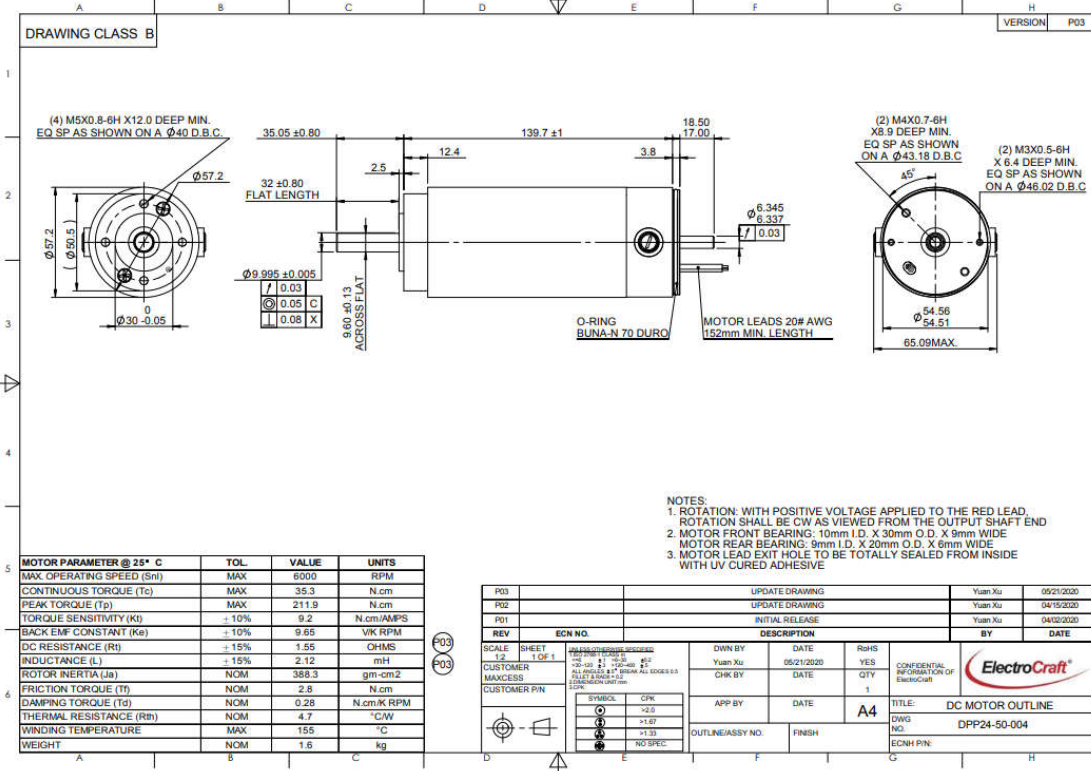 A B C D E F G H
DRAWING CLASS B
VERSION P03
1
2
3
4
5
6
(4) M5X0.8-6H X12.0 DEEP MIN.
EQ SP AS SHOWN ON A Ø40 D.B.C.
Ø57.2
Ø57.2
( Ø50.5 )
0
Ø30 -0.05
35.05 ±0.80
139.7 ±1
18.50
17.00
12.4
3.8
2.5
32 ±0.80
FLAT LENGTH
Ø9.995 ±0.005
0.03
0.05 C
0.08 X
9.60 ±0.13
ACROSS FLAT
Ø 6.345
6.337
0.03
O-RING
BUNA-N 70 DURO
MOTOR LEADS 20# AWG
152mm MIN. LENGTH
(2) M4X0.7-6H
X8.9 DEEP MIN.
EQ SP AS SHOWN
ON A Ø43.18 D.B.C
45°
(2) M3X0.5-6H
X 6.4 DEEP MIN.
EQ SP AS SHOWN
ON A Ø46.02 D.B.C
Ø 54.56
54.51
65.09MAX.
NOTES:
1. ROTATION: WITH POSITIVE VOLTAGE APPLIED TO THE RED LEAD,
ROTATION SHALL BE CW AS VIEWED FROM THE OUTPUT SHAFT END
2. MOTOR FRONT BEARING: 10mm I.D. X 30mm O.D. X 9mm WIDE
MOTOR REAR BEARING: 9mm I.D. X 20mm O.D. X 6mm WIDE
3. MOTOR LEAD EXIT HOLE TO BE TOTALLY SEALED FROM INSIDE
WITH UV CURED ADHESIVE
MOTOR PARAMETER @ 25° C TOL. VALUE UNITS
MAX. OPERATING SPEED (Snl) MAX 6000 RPM
CONTINUOUS TORQUE (Tc) MAX 35.3 N.cm
PEAK TORQUE (Tp) MAX 211.9 N.cm
TORQUE SENSITIVITY (Kt) ± 10% 9.2 N.cm/AMPS
BACK EMF CONSTANT (Ke) ± 10% 9.65 V/K RPM
DC RESISTANCE (Rt) ± 15% 1.55 OHMS
INDUCTANCE (L) ± 15% 2.12 mH
ROTOR INERTIA (Ja) NOM 388.3 gm-cm2
FRICTION TORQUE (Tf) NOM 2.8 N.cm
DAMPING TORQUE (Td) NOM 0.28 N.cm/K RPM
THERMAL RESISTANCE (Rth) NOM 4.7 °C/W
WINDING TEMPERATURE MAX 155 °C
WEIGHT NOM 1.6 kg
P03
P03
P03 UPDATE DRAWING Yuan Xu 05/21/2020
P02 UPDATE DRAWING Yuan Xu 04/15/2020
P01 INITIAL RELEASE Yuan Xu 04/02/2020
REV ECN NO. DESCRIPTION BY DATE
SCALE SHEET
1:2 1 OF 1
CUSTOMER
MAXCESS
CUSTOMER P/N
UNLESS OTHERWISE SPECIFIED
2.DIMENSION UNIT mm
3.CPK
SYMBOL CPK
>2.0
>1.67
>1.33
NO SPEC.
DWN BY DATE RoHS
Yuan Xu 05/21/2020 YES
CHK BY DATE QTY
1
APP BY DATE
A4
OUTLINE/ASSY NO. FINISH
CONFIDENTIAL
INFORMATION OF
ElectroCraft
ElectroCraft®
TITLE: DC MOTOR OUTLINE
DWG
NO. DPP24-50-004
ECNH P/N:
A B C D E F G H